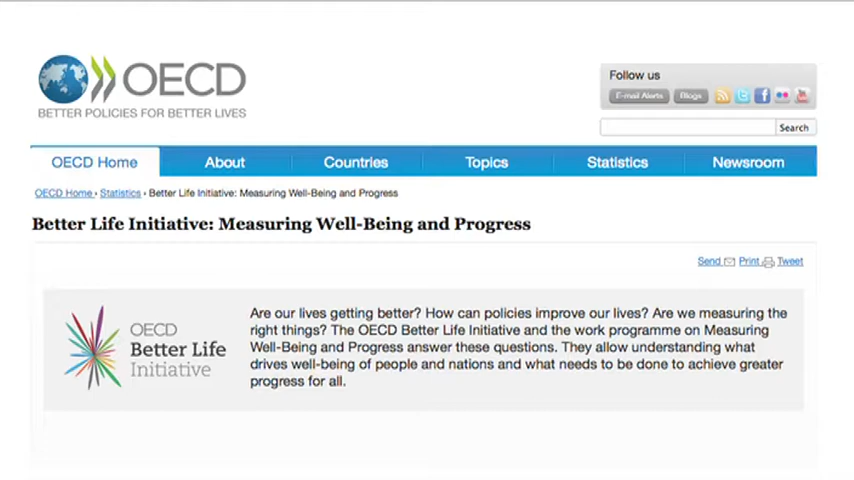 OECD
BETTER POLICIES FOR BETTER LIVES
Follow us
E-mail Alerts Blogs
Search
OECD Home About Countries Topics Statistics Newsroom
OECD Home › Statistics › Better Life Initiative: Measuring Well-Being and Progress
Better Life Initiative: Measuring Well-Being and Progress
Send Print Tweet
OECD
Better Life
Initiative
Are our lives getting better? How can policies improve our lives? Are we measuring the
right things? The OECD Better Life Initiative and the work programme on Measuring
Well-Being and Progress answer these questions. They allow understanding what
drives well-being of people and nations and what needs to be done to achieve greater
progress for all.